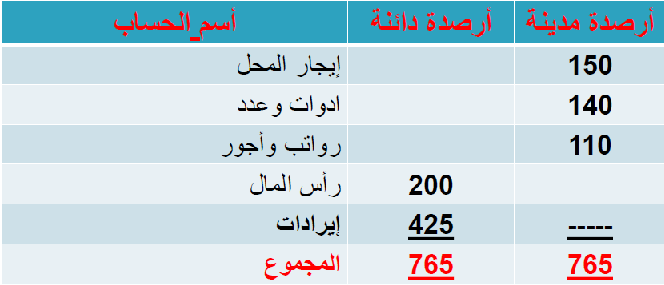 أرصدة مدينة أرصدة دائنة أسم الحساب
150 إيجار المحل
140 ادوات وعدد
110 رواتب وأجور
200 رأس المال
----- 425 إيرادات
765 765 المجموع